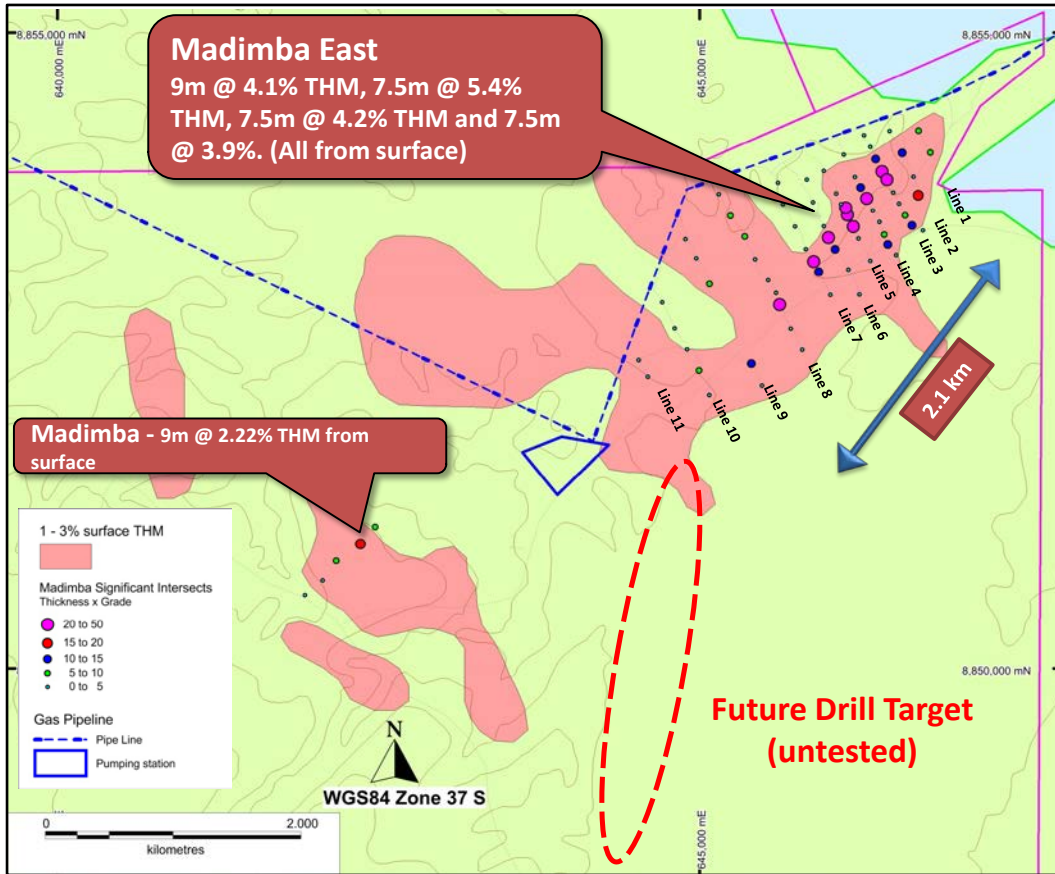 8,855,000 mN
640,000 mE
645,000 mE
8,855,000 mN
Madimba East
9m @ 4.1% THM, 7.5m @ 5.4%
THM, 7.5m @ 4.2% THM and 7.5m
@ 3.9%. (All from surface)
Line 1
Line 2
Line 3
Line 4
Line 5
Line 6
Line 7
Line 8
Line 9
Line 10
Line 11
2.1 km
Madimba - 9m @ 2.22% THM from
surface
1 - 3% surface THM
Madimba Significant Intersects
Thickness x Grade
20 to 50
15 to 20
10 to 15
5 to 10
0 to 5
Gas Pipeline
Pipe Line
Pumping station
N
WGS84 Zone 37 S
0 2.000
kilometres
8,850,000 mN
Future Drill Target
(untested)
645,000 mE